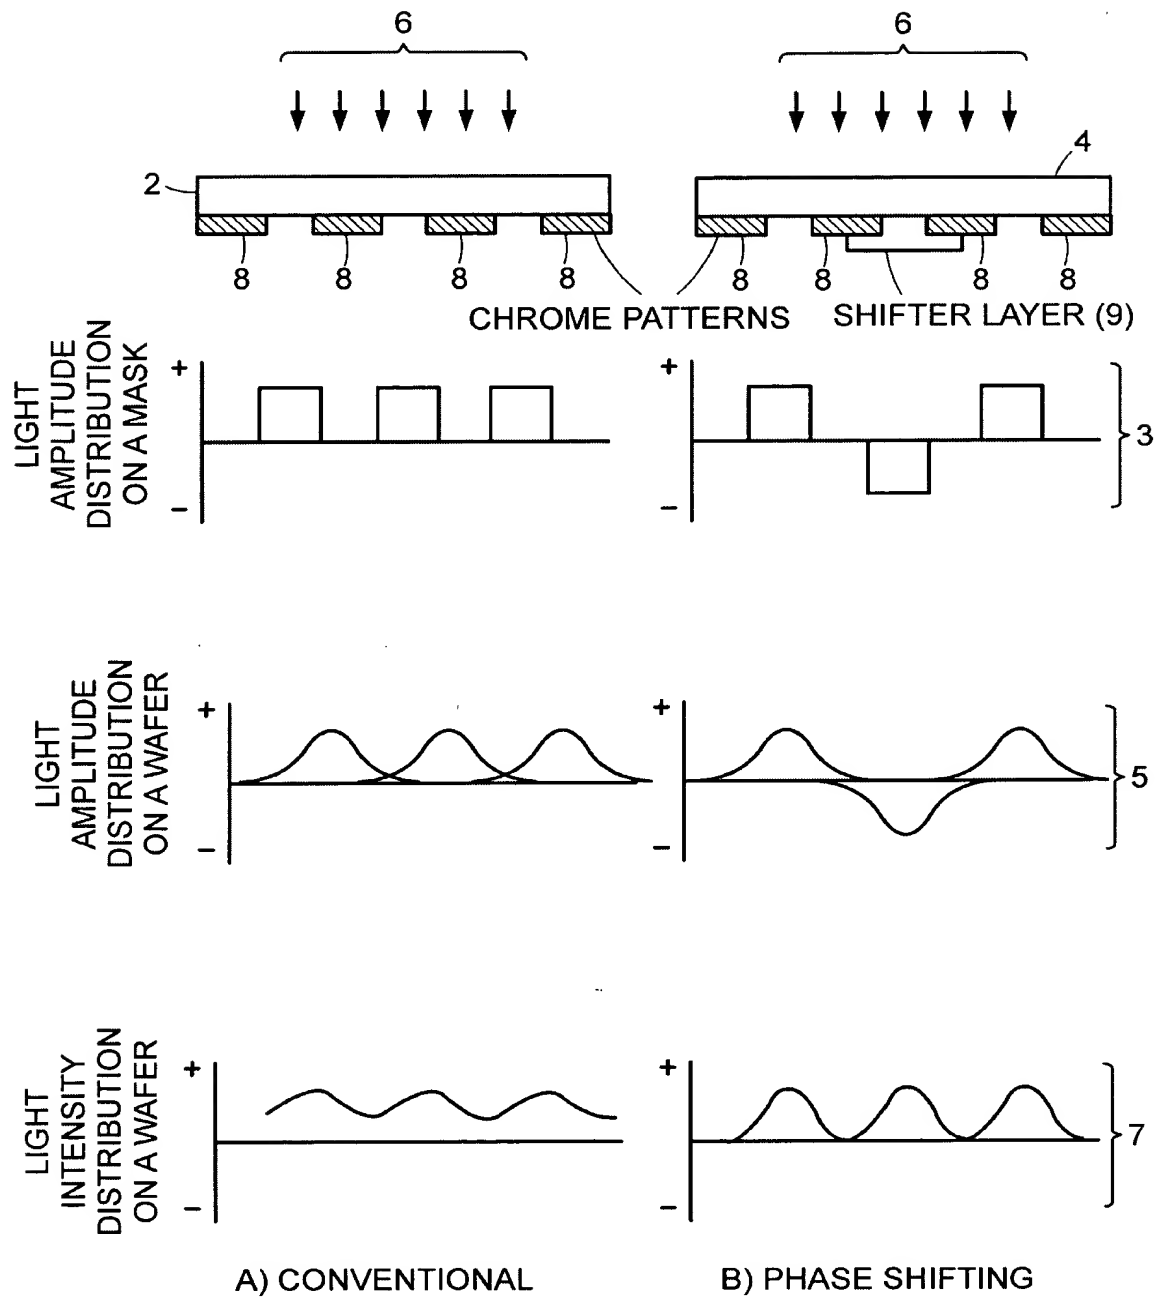 6
6
2
4
8
8
8
8
8
8
8
8
CHROME PATTERNS
SHIFTER LAYER (9)
LIGHT
AMPLITUDE
DISTRIBUTION
ON A MASK
+
−
+
−
3
LIGHT
AMPLITUDE
DISTRIBUTION
ON A WAFER
+
−
+
−
5
LIGHT
INTENSITY
DISTRIBUTION
ON A WAFER
+
−
+
−
7
A) CONVENTIONAL
B) PHASE SHIFTING